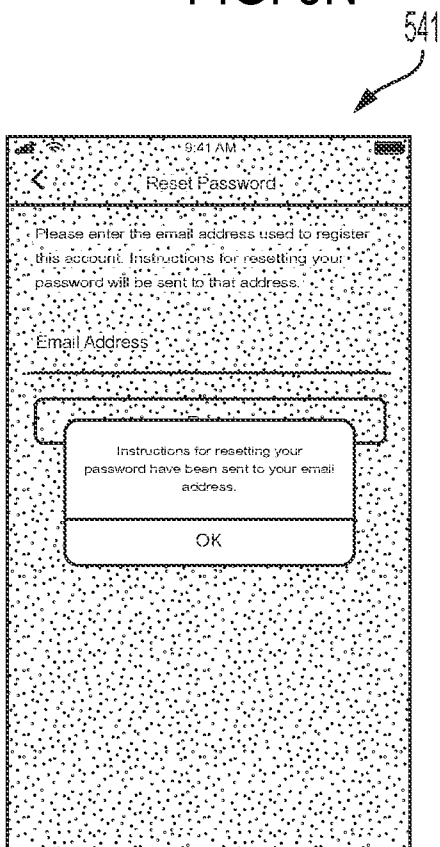 541
9:41 AM
Reset Password
Please enter the email address used to register
this account. Instructions for resetting your
password will be sent to that address.
Email Address
Instructions for resetting your
password have been sent to your email
address.
OK